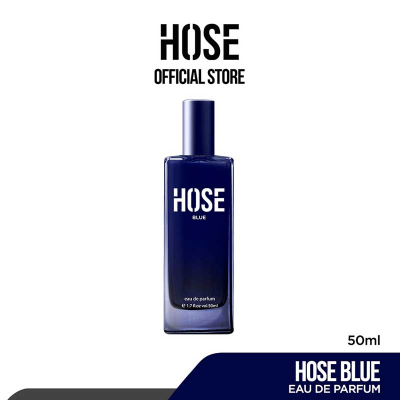 HOSE
OFFICIAL STORE
HOSE
BLUE
eau de parfum
50ml
HOSE BLUE
EAU DE PARFUM